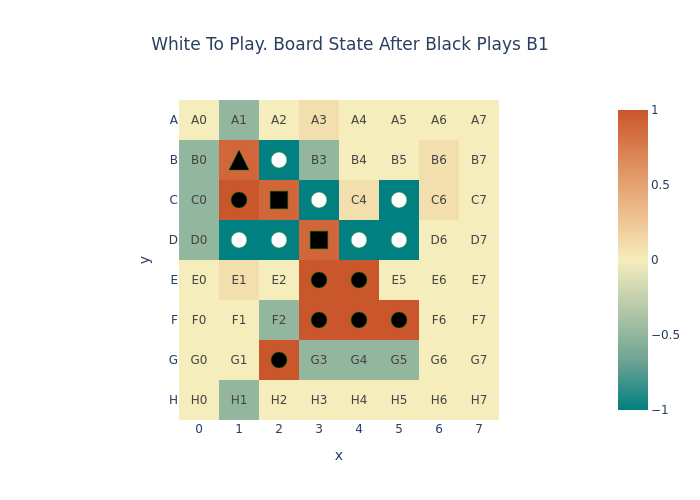 White To Play. Board State After Black Plays B1
A A0 A1 A2 A3 A4 A5 A6 A7 1
B B0 B3 B4 B5 B6 B7
C C0 C4 C6 C7 0.5
D D0 D6 D7
y 0
E E0 E1 E2 E5 E6 E7
F F0 F1 F2 F6 F7 −0.5
G G0 G1 G3 G4 G5 G6 G7
H H0 H1 H2 H3 H4 H5 H6 H7 −1
0 1 2 3 4 5 6 7
x